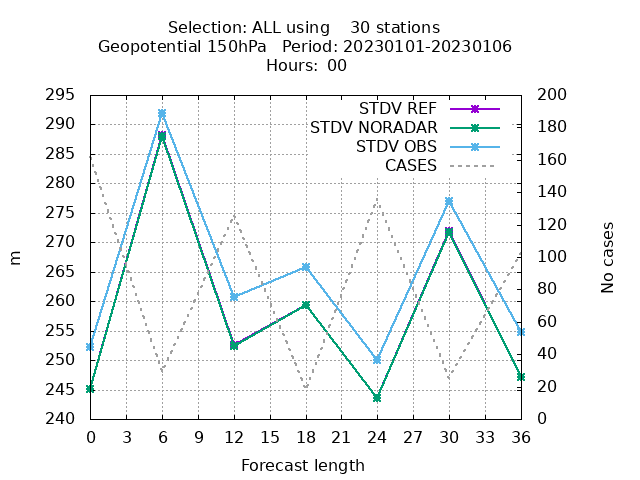 Selection: ALL using    30 stations
Geopotential 150hPa   Period: 20230101-20230106
Hours:  00
STDV REF
STDV NORADAR
STDV OBS
CASES
295
290
285
280
275
270
265
260
255
250
245
240
m
200
180
160
140
120
100
80
60
40
20
0
No cases
0 3 6 9 12 15 18 21 24 27 30 33 36
Forecast length